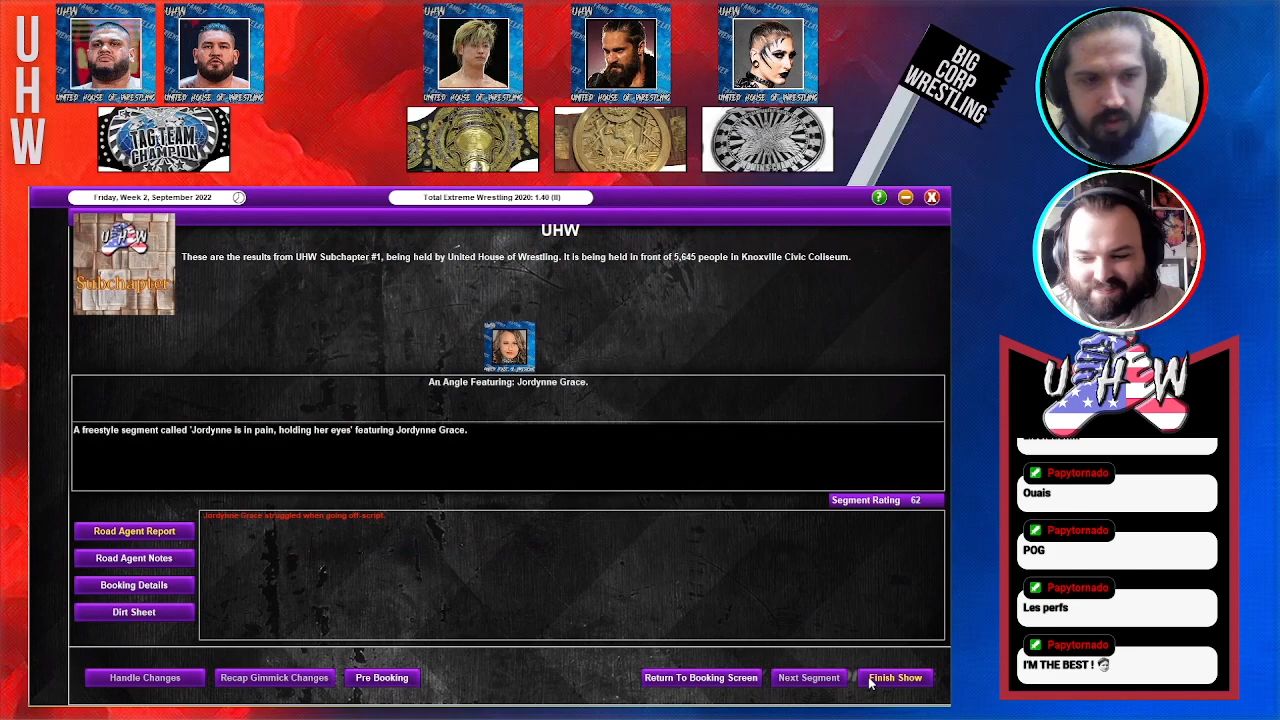 UHW
UHW
UHW
UNITED HOUSE OF WRESTLING
UNITED HOUSE OF WRESTLING
UNITED HOUSE OF WRESTLING
UNITED HOUSE OF WRESTLING
UNITED HOUSE OF WRESTLING
TAG TEAM
CHAMPION
BIG
CORP
WRESTLING
Friday, Week 2, September 2022
Total Extreme Wrestling 2020: 1.40 (II)
UHW
UHW
Subchapter
These are the results from UHW Subchapter #1, being held by United House of Wrestling. It is being held in front of 5,645 people in Knoxville Civic Coliseum.
An Angle Featuring: Jordynne Grace.
A freestyle segment called 'Jordynne is in pain, holding her eyes' featuring Jordynne Grace.
Segment Rating 62
Road Agent Report
Road Agent Notes
Booking Details
Dirt Sheet
Jordynne Grace struggled when going off-script.
Handle Changes
Recap Gimmick Changes
Pre Booking
Return To Booking Screen
Next Segment
Finish Show
UHW
Papytornado
Ouais
Papytornado
POG
Papytornado
Les perfs
Papytornado
I'M THE BEST !